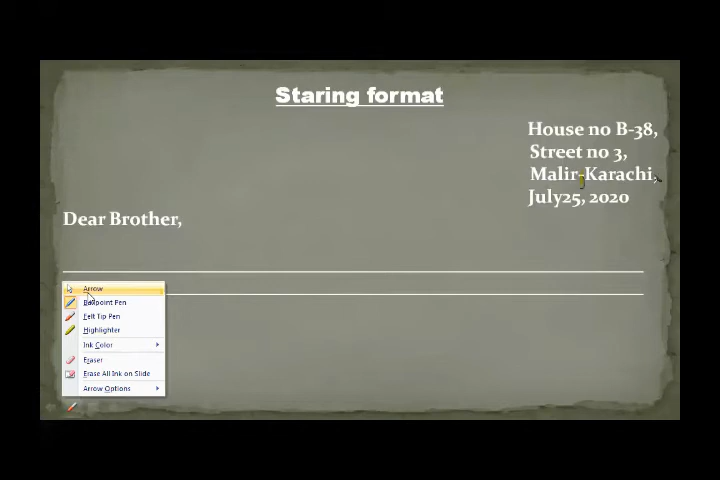 Staring format
House no B-38,
Street no 3,
Malir-Karachi,
July25, 2020
Dear Brother,
Arrow
Ballpoint Pen
Felt Tip Pen
Highlighter
Ink Color
Eraser
Erase All Ink on Slide
Arrow Options